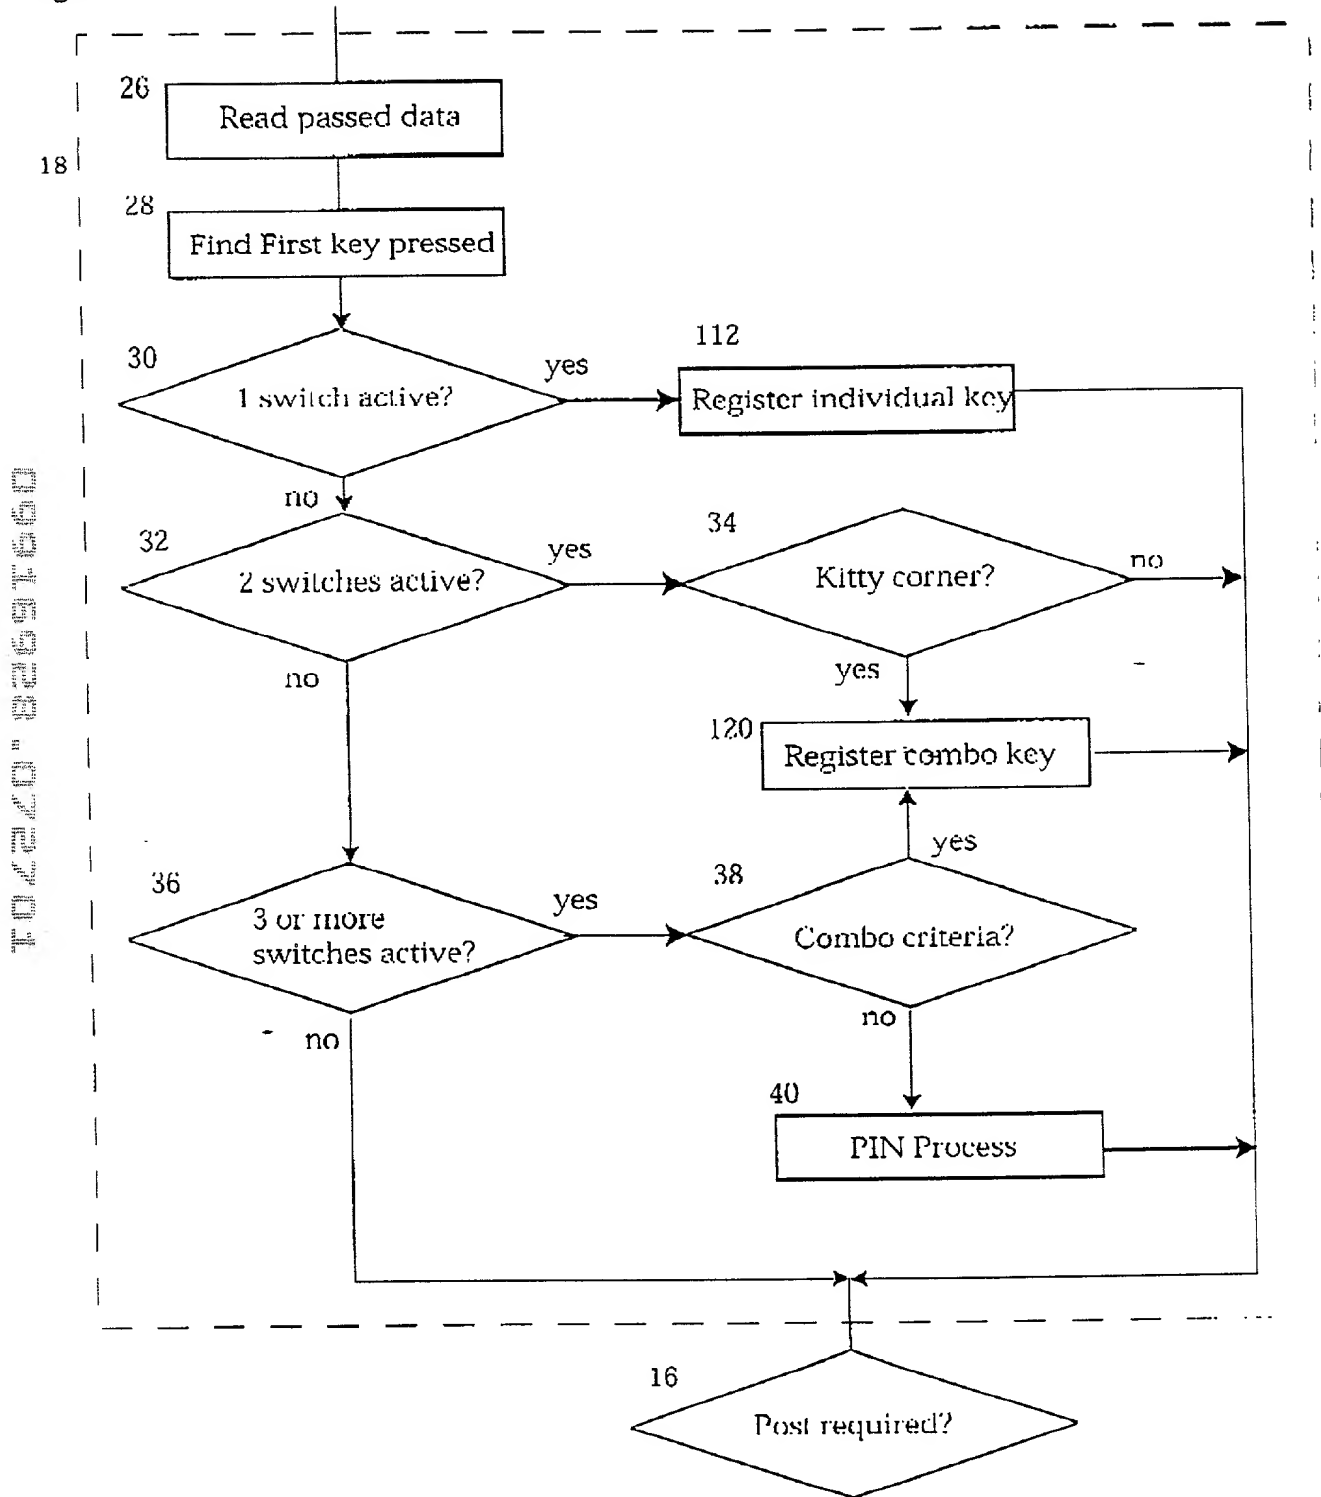 26
Read passed data
18
28
Find First key pressed
30
1 switch active?
yes
112
Register individual key
no
32
2 switches active?
yes
34
Kitty corner?
no
no
yes
120
Register combo key
yes
36
3 or more
switches active?
yes
38
Combo criteria?
no
no
40
PIN Process
16
Post required?